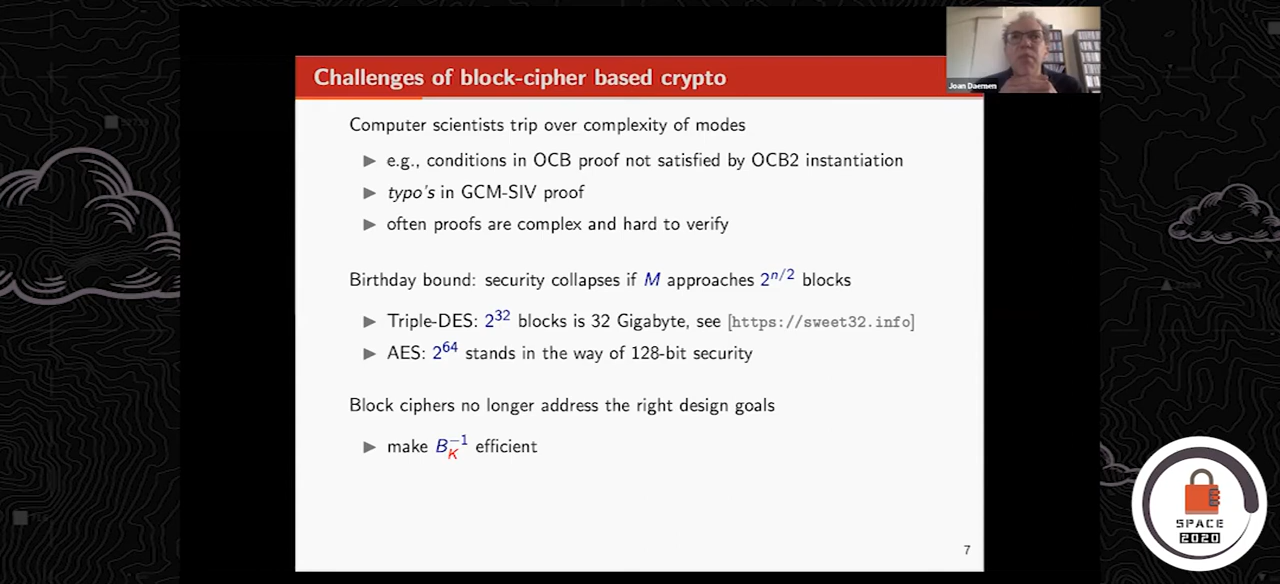 Challenges of block-cipher based crypto
Joan Daemen
Computer scientists trip over complexity of modes
▶ e.g., conditions in OCB proof not satisfied by OCB2 instantiation
▶ typo's in GCM-SIV proof
▶ often proofs are complex and hard to verify
Birthday bound: security collapses if M approaches 2^{n/2} blocks
▶ Triple-DES: 2^{32} blocks is 32 Gigabyte, see [https://sweet32.info]
▶ AES: 2^{64} stands in the way of 128-bit security
Block ciphers no longer address the right design goals
▶ make B_K^{-1} efficient
7
SPACE
2020